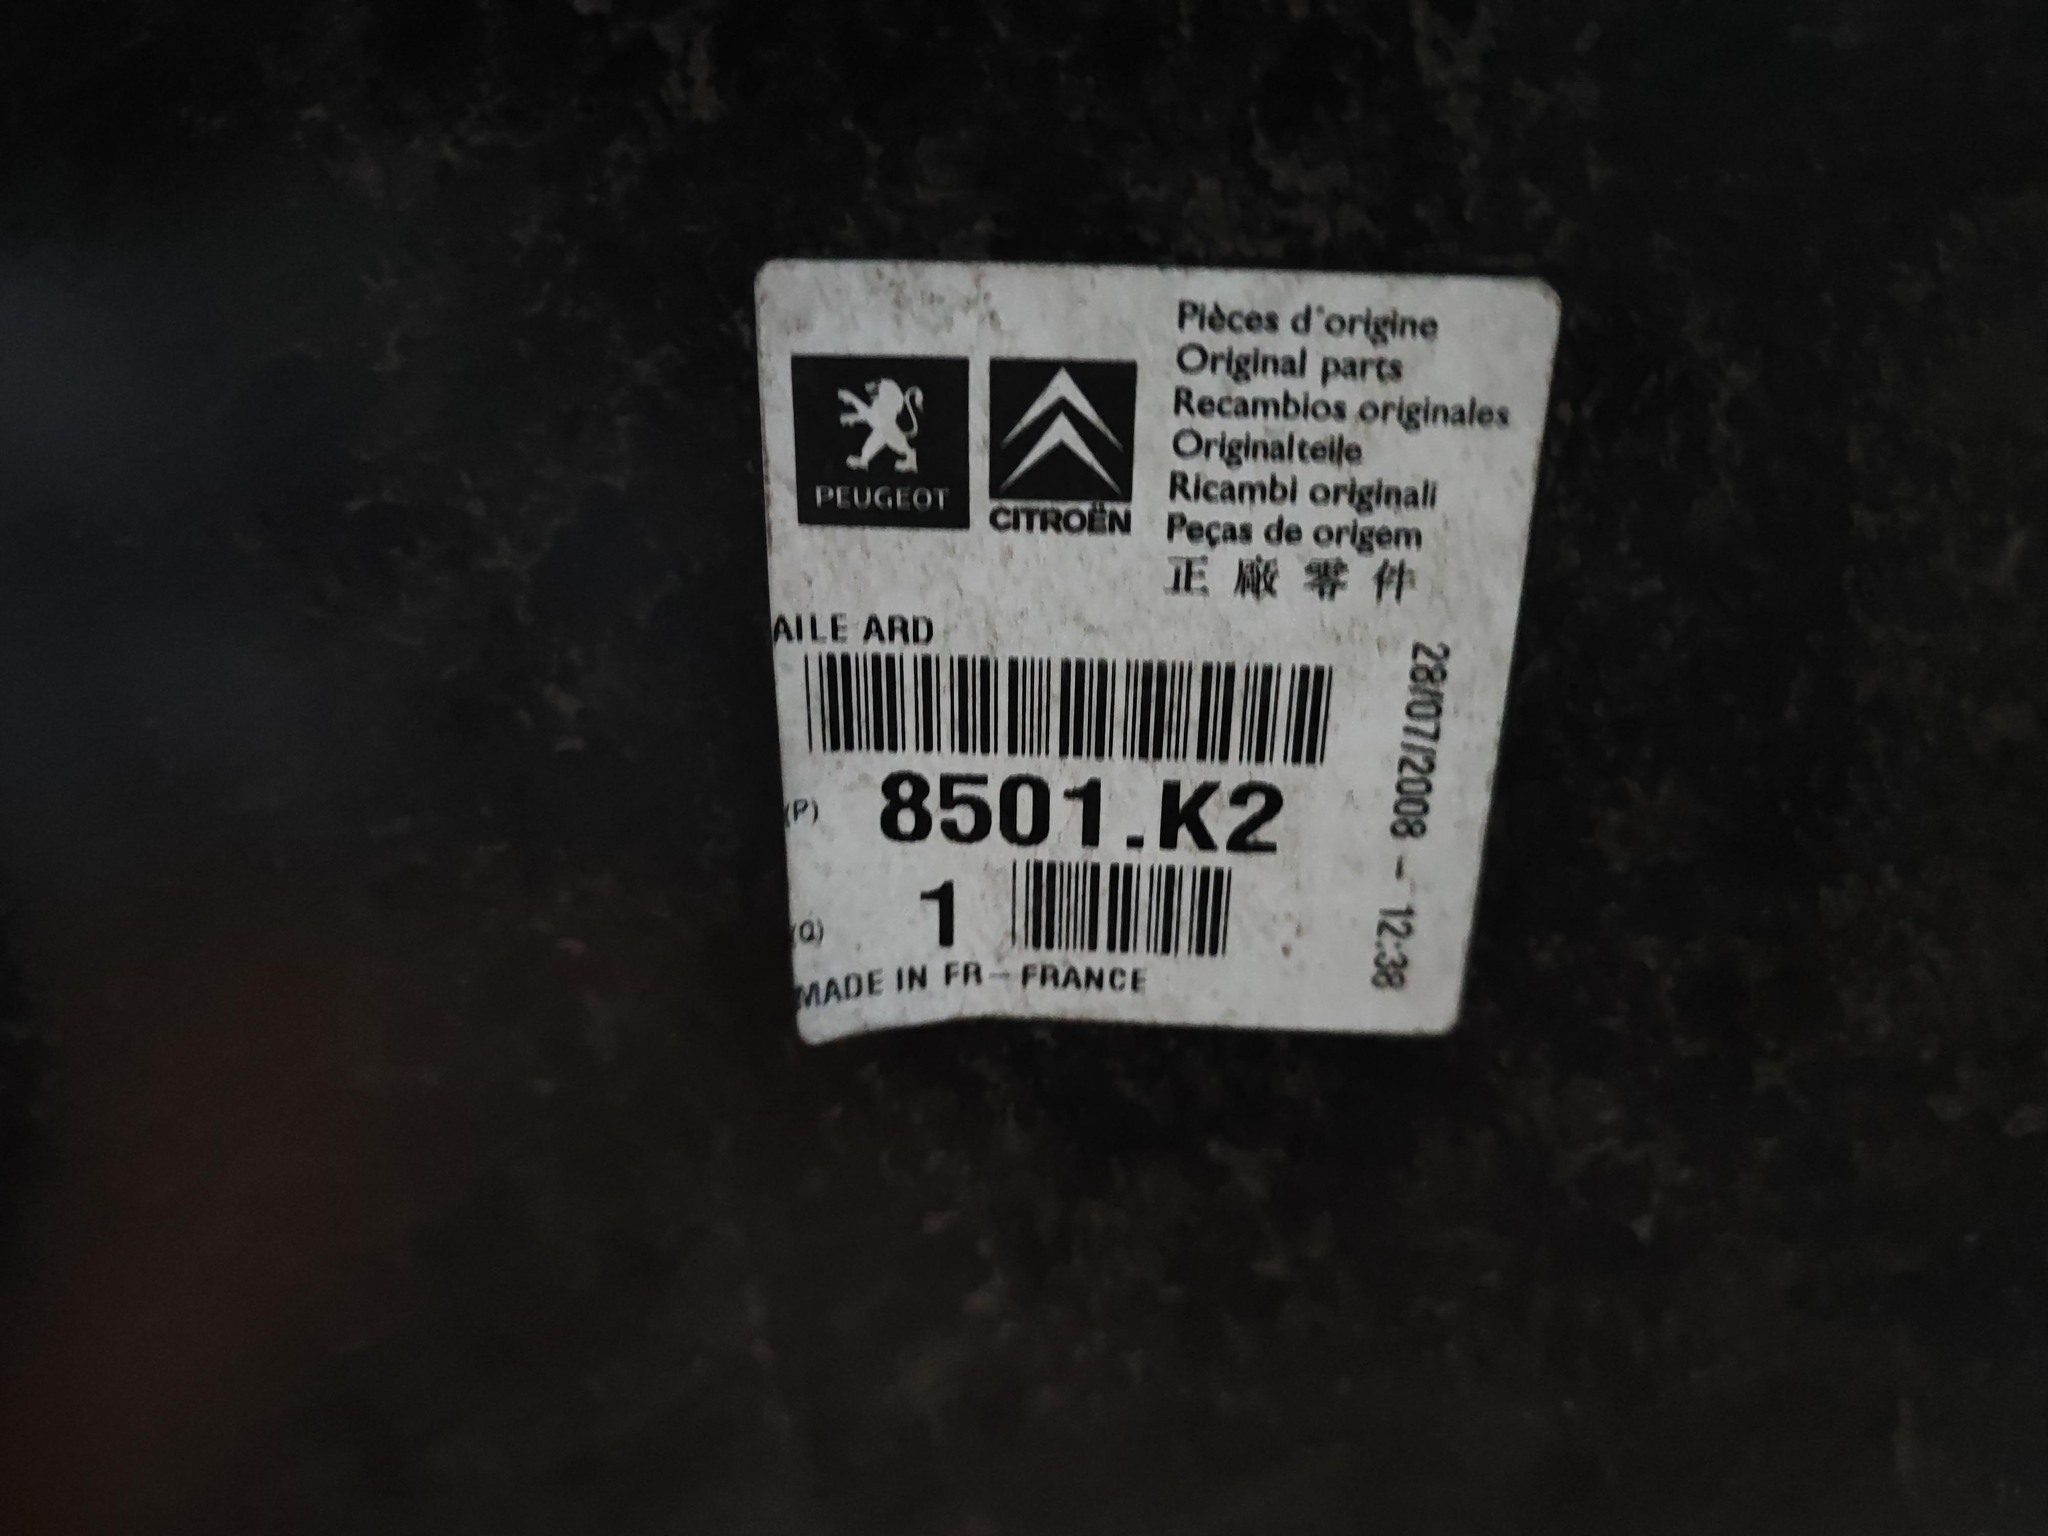 PEUGEOT
CITROËN
Pièces d'origine
Original parts
Recambios originales
Originalteile
Ricambi originali
Peças de origem
正廠零件
AILE ARD
(P) 8501.K2
(Q) 1
MADE IN FR - FRANCE
28/07/2008 - 12:38